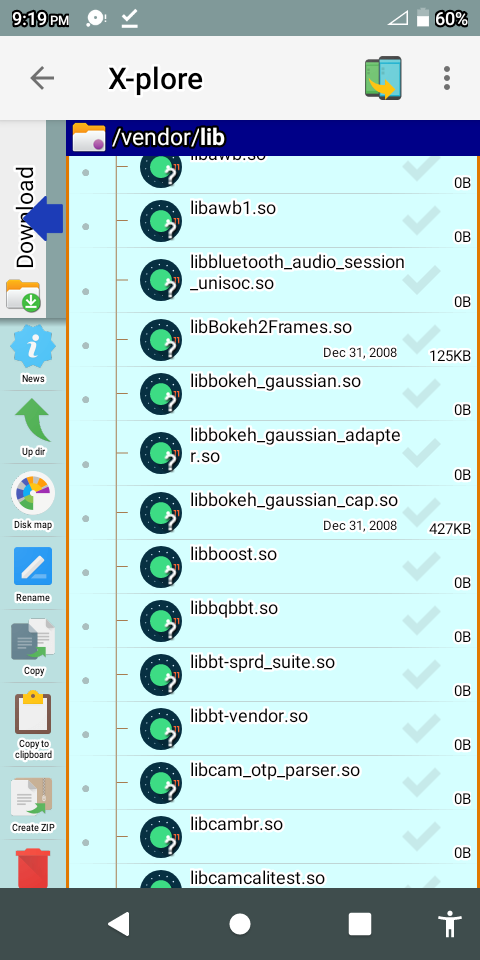 9:19 PM
60%
X-plore
/vendor/lib
Download
News
Up dir
Disk map
Rename
Copy
Copy to
clipboard
Create ZIP
libawb.so
0B
libawb1.so
0B
libbluetooth_audio_session
_unisoc.so
0B
libBokeh2Frames.so
Dec 31, 2008
125KB
libbokeh_gaussian.so
0B
libbokeh_gaussian_adapte
r.so
0B
libbokeh_gaussian_cap.so
Dec 31, 2008
427KB
libboost.so
0B
libbqbbt.so
0B
libbt-sprd_suite.so
0B
libbt-vendor.so
0B
libcam_otp_parser.so
0B
libcambr.so
0B
libcamcalitest.so